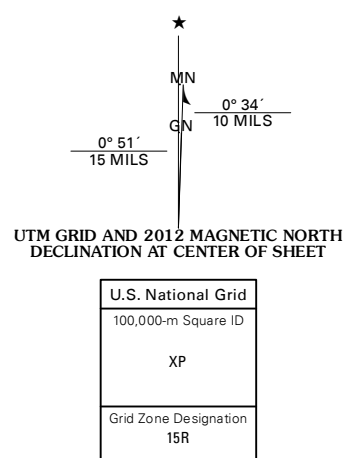 ★
MN
GN
0° 34´
10 MILS
0° 51´
15 MILS
UTM GRID AND 2012 MAGNETIC NORTH
DECLINATION AT CENTER OF SHEET
U.S. National Grid
100,000-m Square ID
XP
Grid Zone Designation
15R